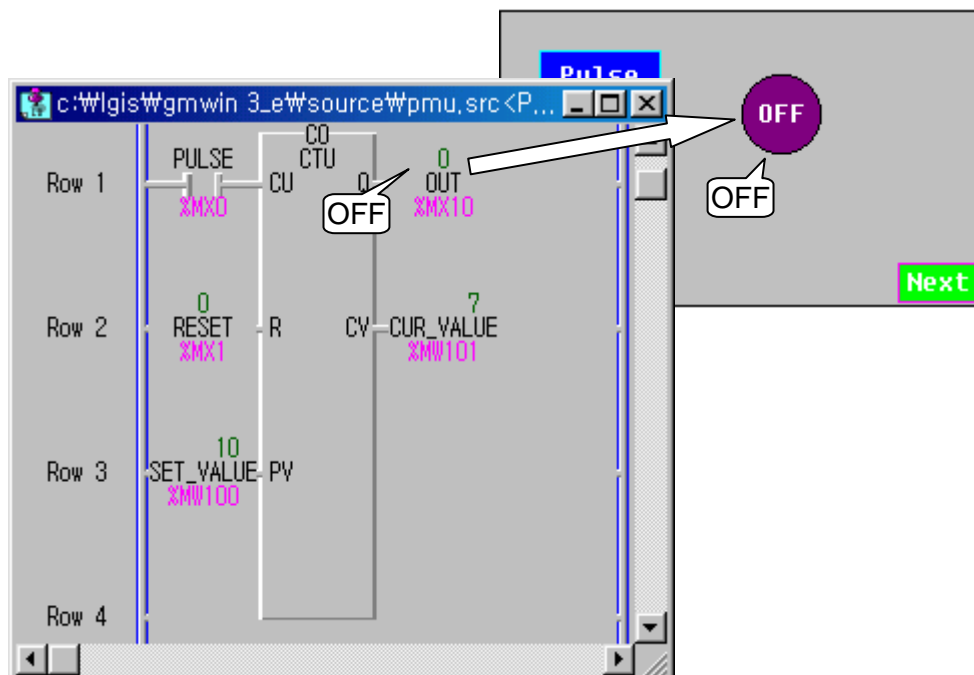 Pulse
OFF
OFF
Next
c:₩lgis₩gmwin 3_e₩source₩pmu.src<P...
C0
CTU
Row 1
PULSE
%MX0
CU
Q
OFF
0
OUT
%MX10
Row 2
0
RESET
%MX1
R
CV
7
CUR_VALUE
%MW101
Row 3
10
SET_VALUE
%MW100
PV
Row 4